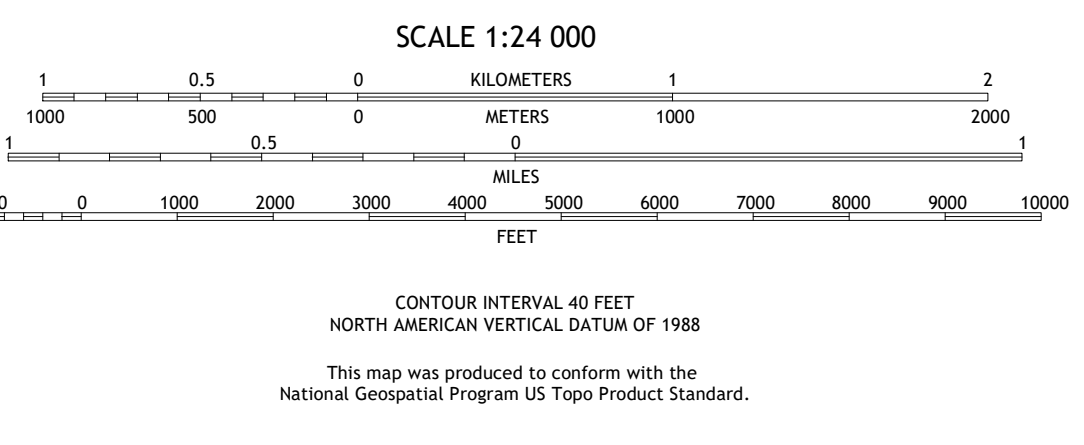 SCALE 1:24 000
1 0.5 0 KILOMETERS 1 2
1000 500 0 METERS 1000 2000
1 0.5 0 1
MILES
0 0 1000 2000 3000 4000 5000 6000 7000 8000 9000 10000
FEET
CONTOUR INTERVAL 40 FEET
NORTH AMERICAN VERTICAL DATUM OF 1988
This map was produced to conform with the
National Geospatial Program US Topo Product Standard.